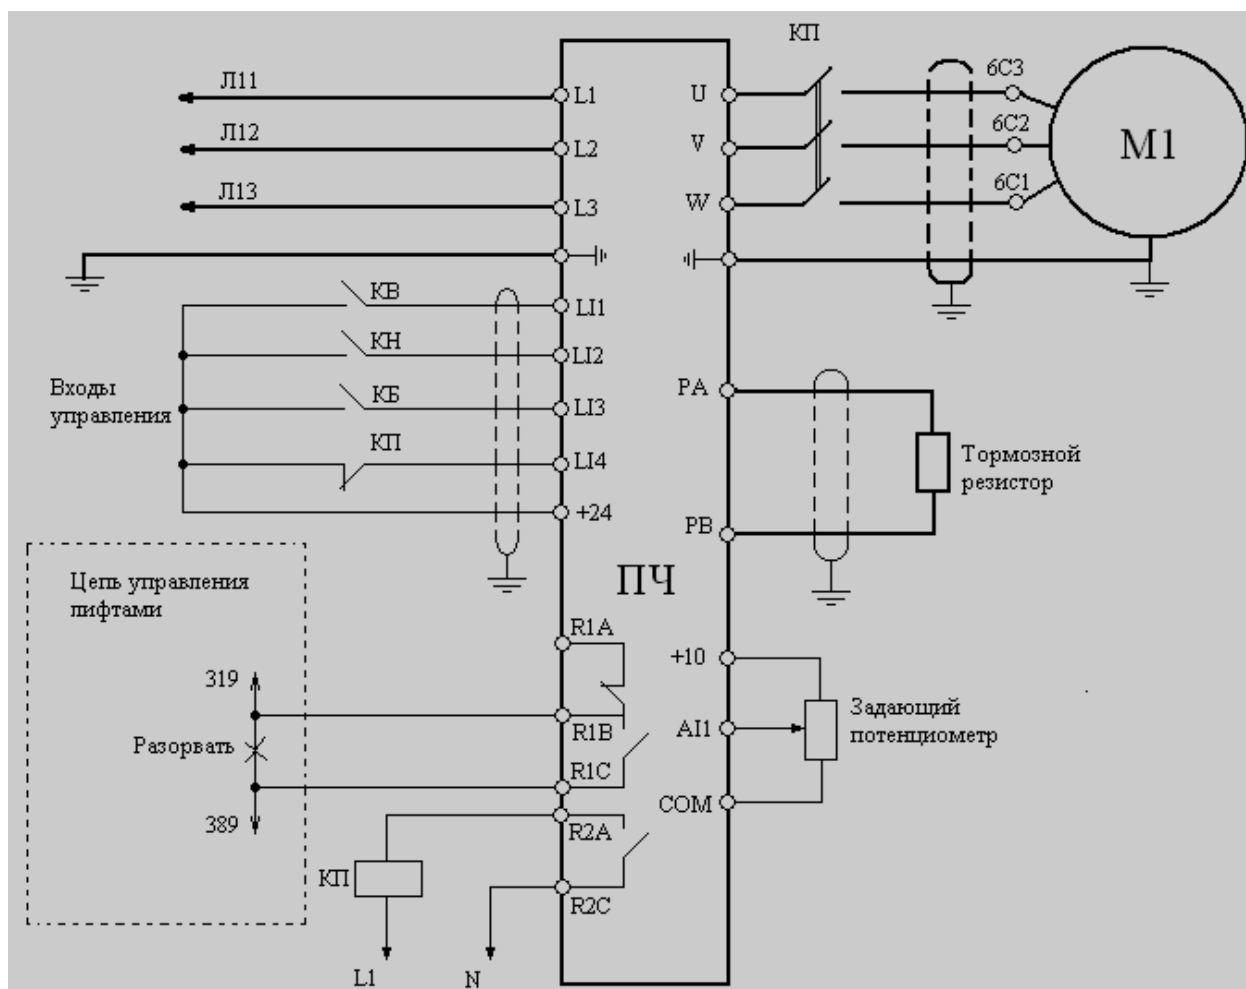 КП
Л11
L1
U
6С3
Л12
L2
V
6С2
М1
Л13
L3
W
6С1
КВ
LI1
КН
LI2
Входы
управления
КБ
LI3
КП
LI4
+24
PA
Тормозной
резистор
PB
ПЧ
Цепь управления
лифтами
R1A
+10
319
Разорвать
R1B
AI1
Задающий
потенциометр
R1C
COM
389
R2A
КП
R2C
L1
N